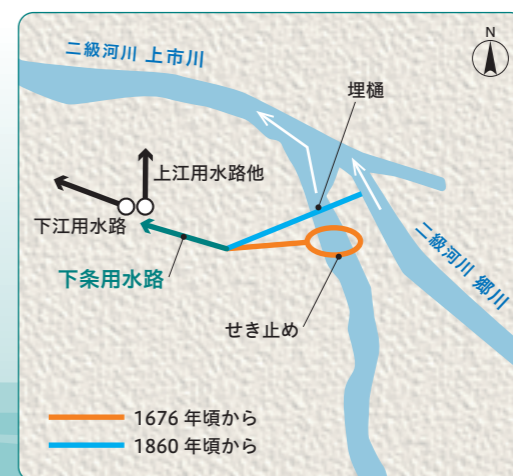 二級河川 上市川
N
埋樋
上江用水路他
下江用水路
下条用水路
二級河川 郷川
せき止め
1676 年頃から
1860 年頃から